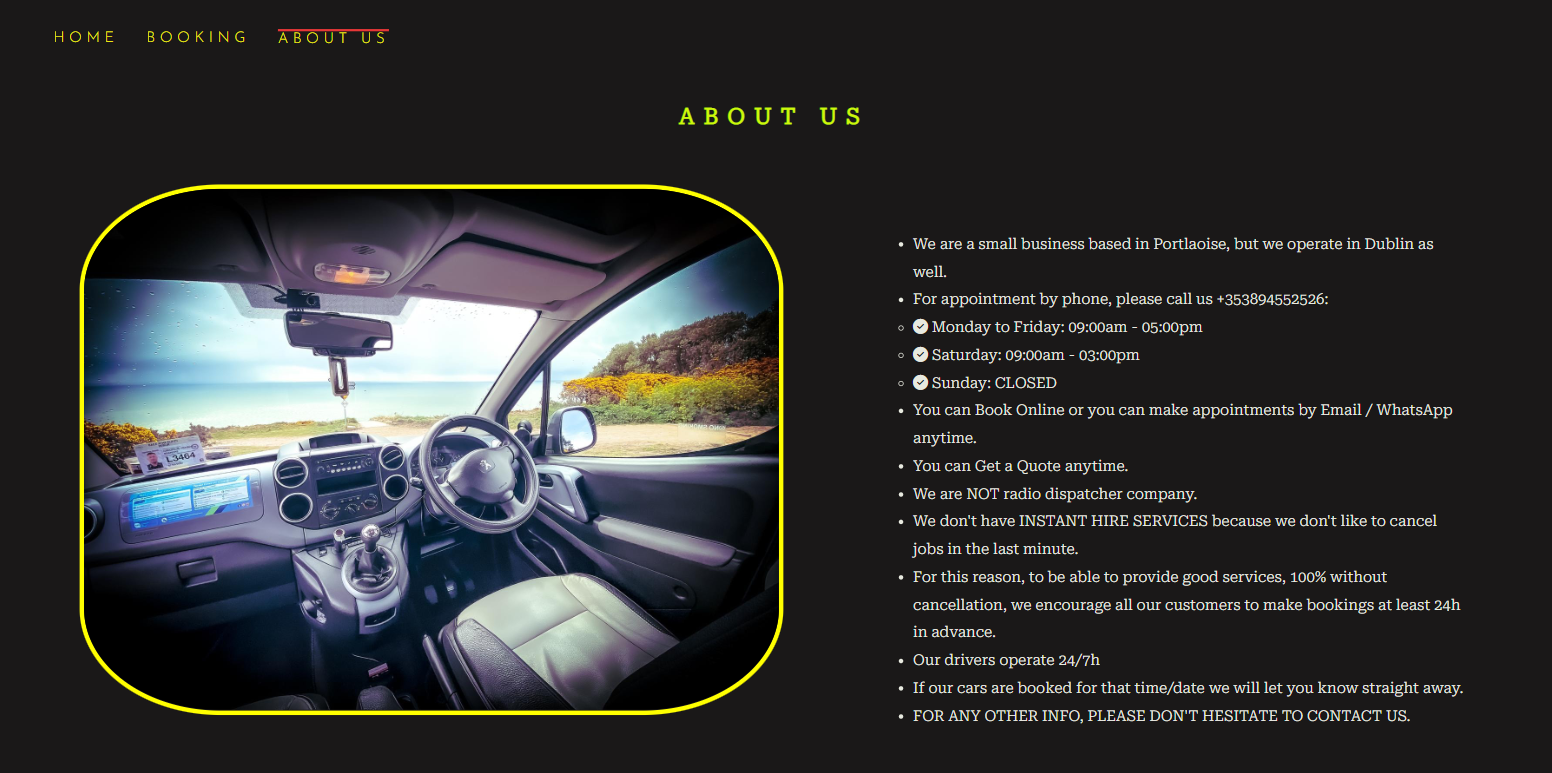 HOME BOOKING ABOUT US
ABOUT US
We are a small business based in Portlaoise, but we operate in Dublin as
well.
For appointment by phone, please call us +353894552526:
Monday to Friday: 09:00am - 05:00pm
Saturday: 09:00am - 03:00pm
Sunday: CLOSED
You can Book Online or you can make appointments by Email / WhatsApp
anytime.
You can Get a Quote anytime.
We are NOT radio dispatcher company.
We don't have INSTANT HIRE SERVICES because we don't like to cancel
jobs in the last minute.
For this reason, to be able to provide good services, 100% without
cancellation, we encourage all our customers to make bookings at least 24h
in advance.
Our drivers operate 24/7h
If our cars are booked for that time/date we will let you know straight away.
FOR ANY OTHER INFO, PLEASE DON'T HESITATE TO CONTACT US.
L3464